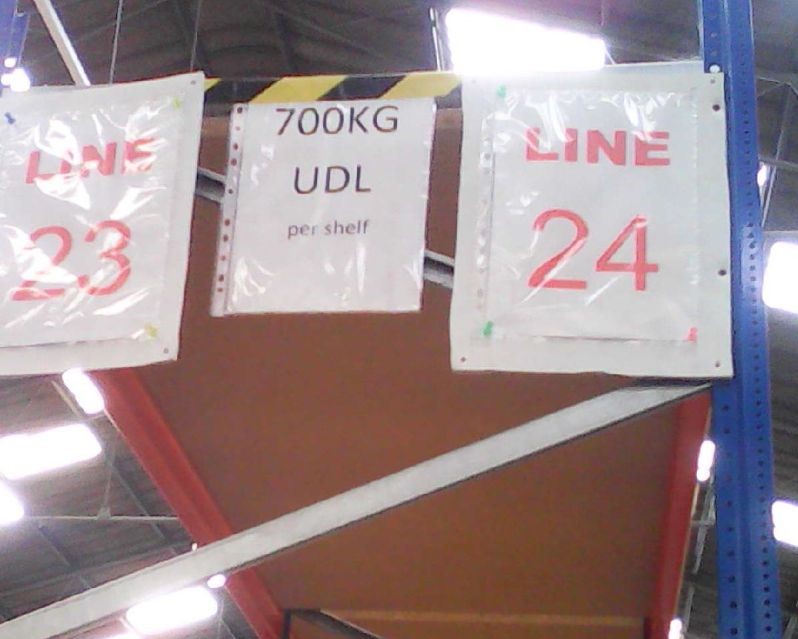 LINE
23
700KG
UDL
per shelf
LINE
24